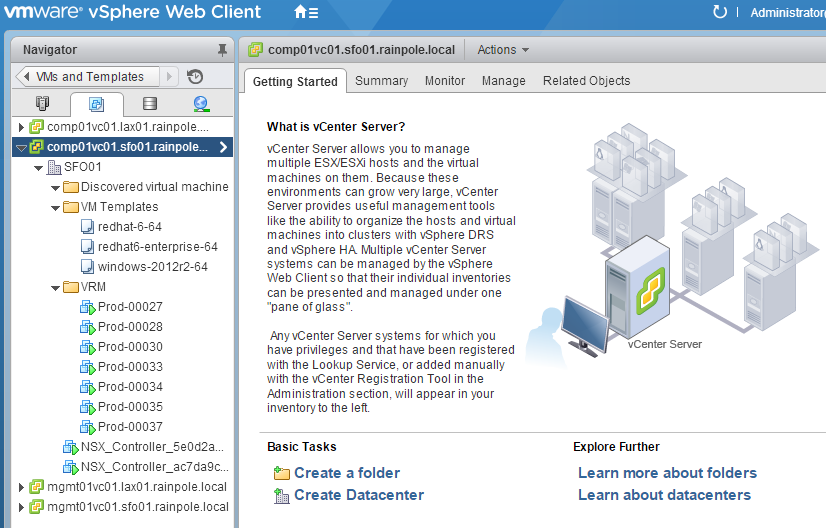 vmware® vSphere Web Client
Administrator@
Navigator
VMs and Templates
comp01vc01.lax01.rainpole....
comp01vc01.sfo01.rainpole...
SFO01
Discovered virtual machine
VM Templates
redhat-6-64
redhat6-enterprise-64
windows-2012r2-64
VRM
Prod-00027
Prod-00028
Prod-00030
Prod-00033
Prod-00034
Prod-00035
Prod-00037
NSX_Controller_5e0d2a...
NSX_Controller_ac7da9c...
mgmt01vc01.lax01.rainpole.local
mgmt01vc01.sfo01.rainpole.local
comp01vc01.sfo01.rainpole.local Actions
Getting Started Summary Monitor Manage Related Objects
What is vCenter Server?
vCenter Server allows you to manage
multiple ESX/ESXi hosts and the virtual
machines on them. Because these
environments can grow very large, vCenter
Server provides useful management tools
like the ability to organize the hosts and virtual
machines into clusters with vSphere DRS
and vSphere HA. Multiple vCenter Server
systems can be managed by the vSphere
Web Client so that their individual inventories
can be presented and managed under one
"pane of glass".
Any vCenter Server systems for which you
have privileges and that have been registered
with the Lookup Service, or added manually
with the vCenter Registration Tool in the
Administration section, will appear in your
inventory to the left.
vCenter Server
Basic Tasks
Create a folder
Create Datacenter
Explore Further
Learn more about folders
Learn about datacenters